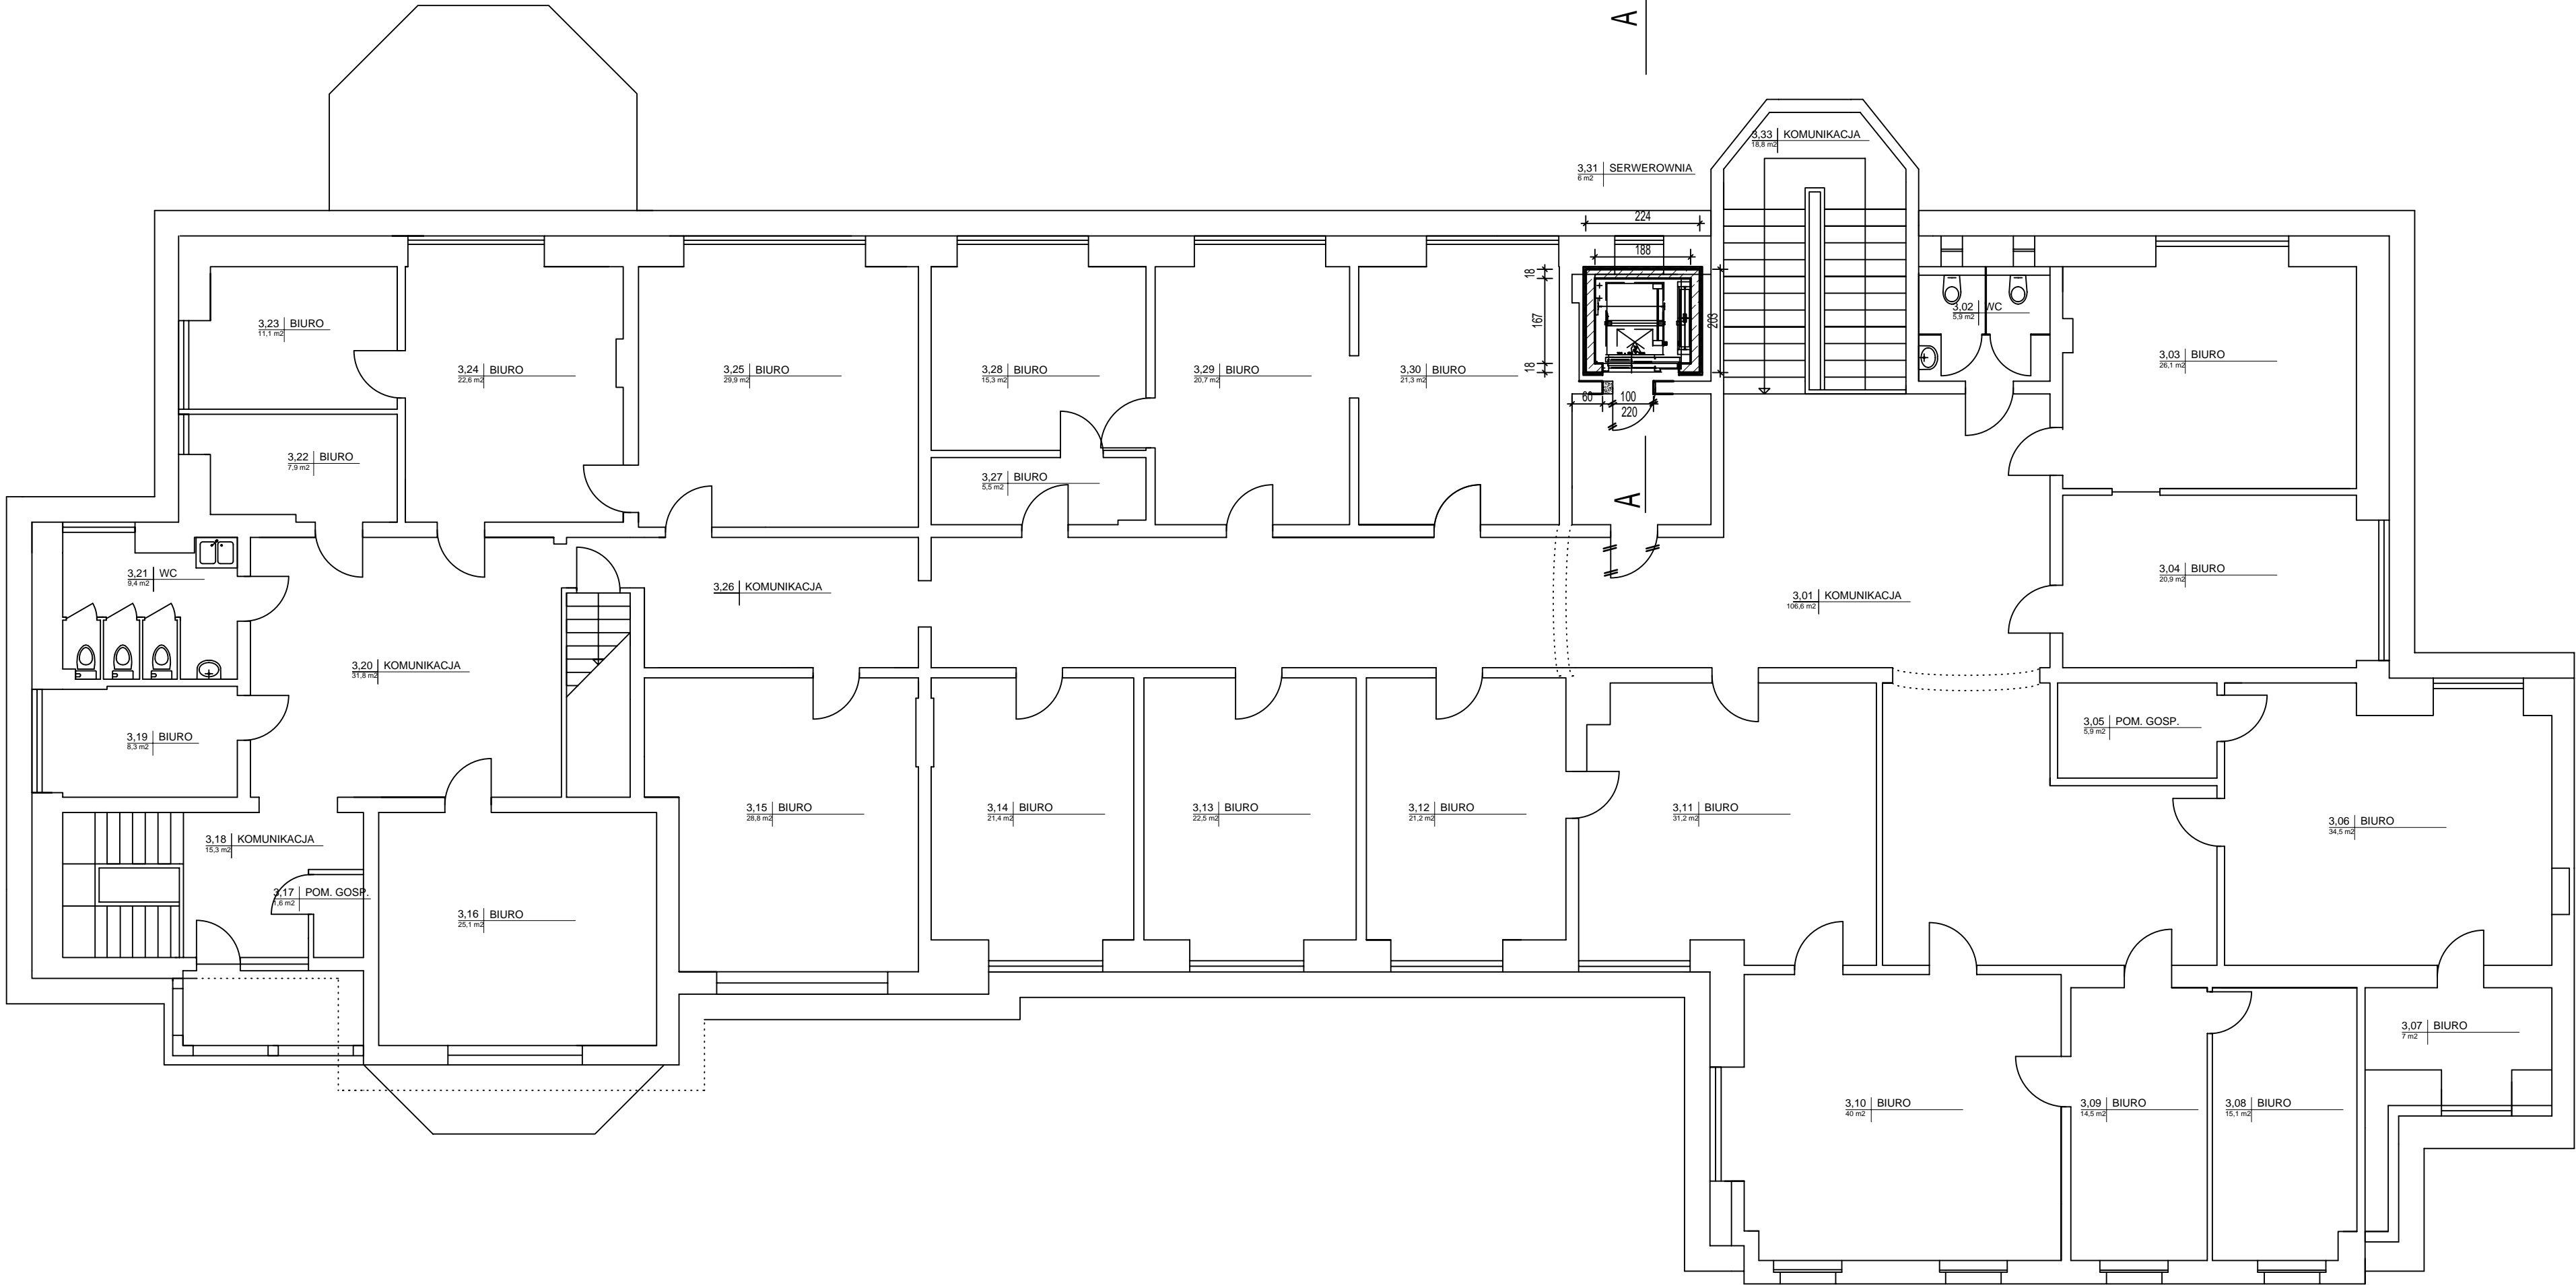 A
3,33 KOMUNIKACJA
18,8 m2
3,31 SERWEROWNIA
6 m2
224
188
18
167
18
203
60
100
220
A
3,02 WC
5,9 m2
3,23 BIURO
11,1 m2
3,24 BIURO
22,6 m2
3,25 BIURO
29,9 m2
3,28 BIURO
15,3 m2
3,29 BIURO
20,7 m2
3,30 BIURO
21,3 m2
3,03 BIURO
26,1 m2
3,22 BIURO
7,9 m2
3,27 BIURO
5,5 m2
3,21 WC
9,4 m2
3,26 KOMUNIKACJA
3,01 KOMUNIKACJA
106,6 m2
3,04 BIURO
20,9 m2
3,20 KOMUNIKACJA
31,8 m2
3,19 BIURO
8,3 m2
3,05 POM. GOSP.
5,9 m2
3,18 KOMUNIKACJA
15,3 m2
3,15 BIURO
28,8 m2
3,14 BIURO
21,4 m2
3,13 BIURO
22,5 m2
3,12 BIURO
21,2 m2
3,11 BIURO
31,2 m2
3,06 BIURO
34,5 m2
3,17 POM. GOSP.
1,6 m2
3,16 BIURO
25,1 m2
3,07 BIURO
7 m2
3,10 BIURO
40 m2
3,09 BIURO
14,5 m2
3,08 BIURO
15,1 m2